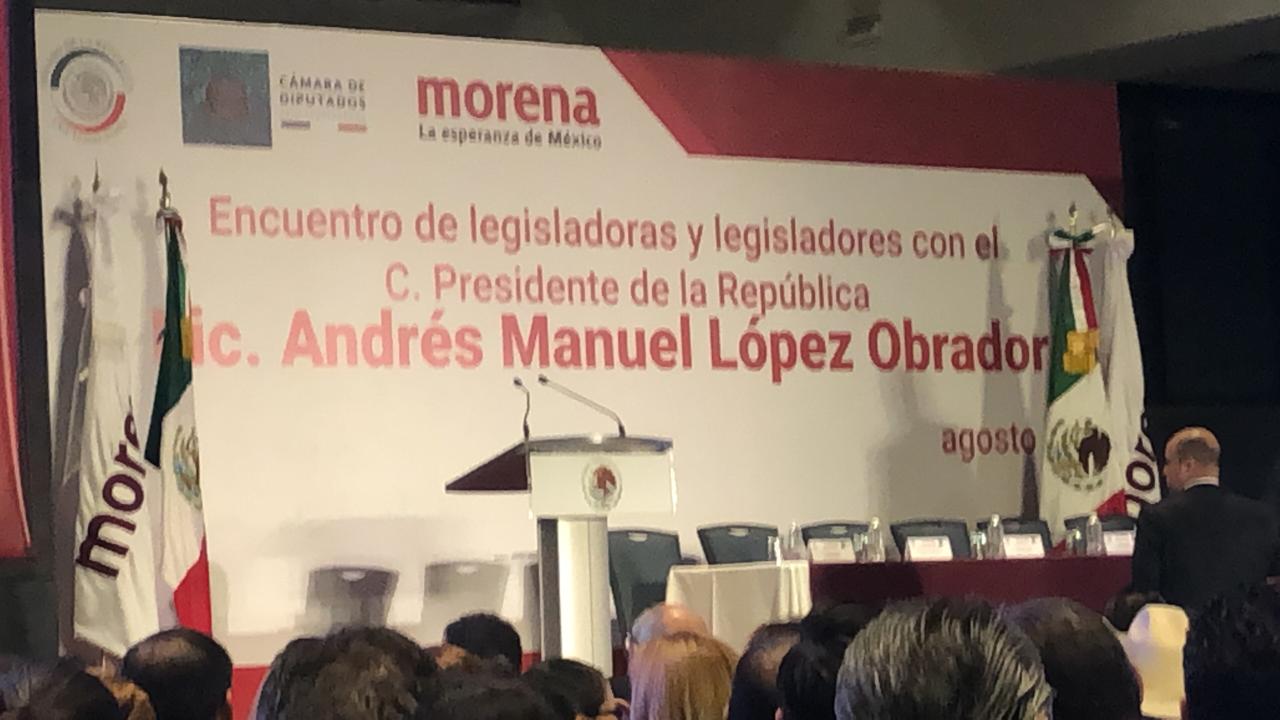 CÁMARA DE
DIPUTADOS
morena
La esperanza de México
Encuentro de legisladoras y legisladores con el
C. Presidente de la República
Lic. Andrés Manuel López Obrador
agosto
morena
mor